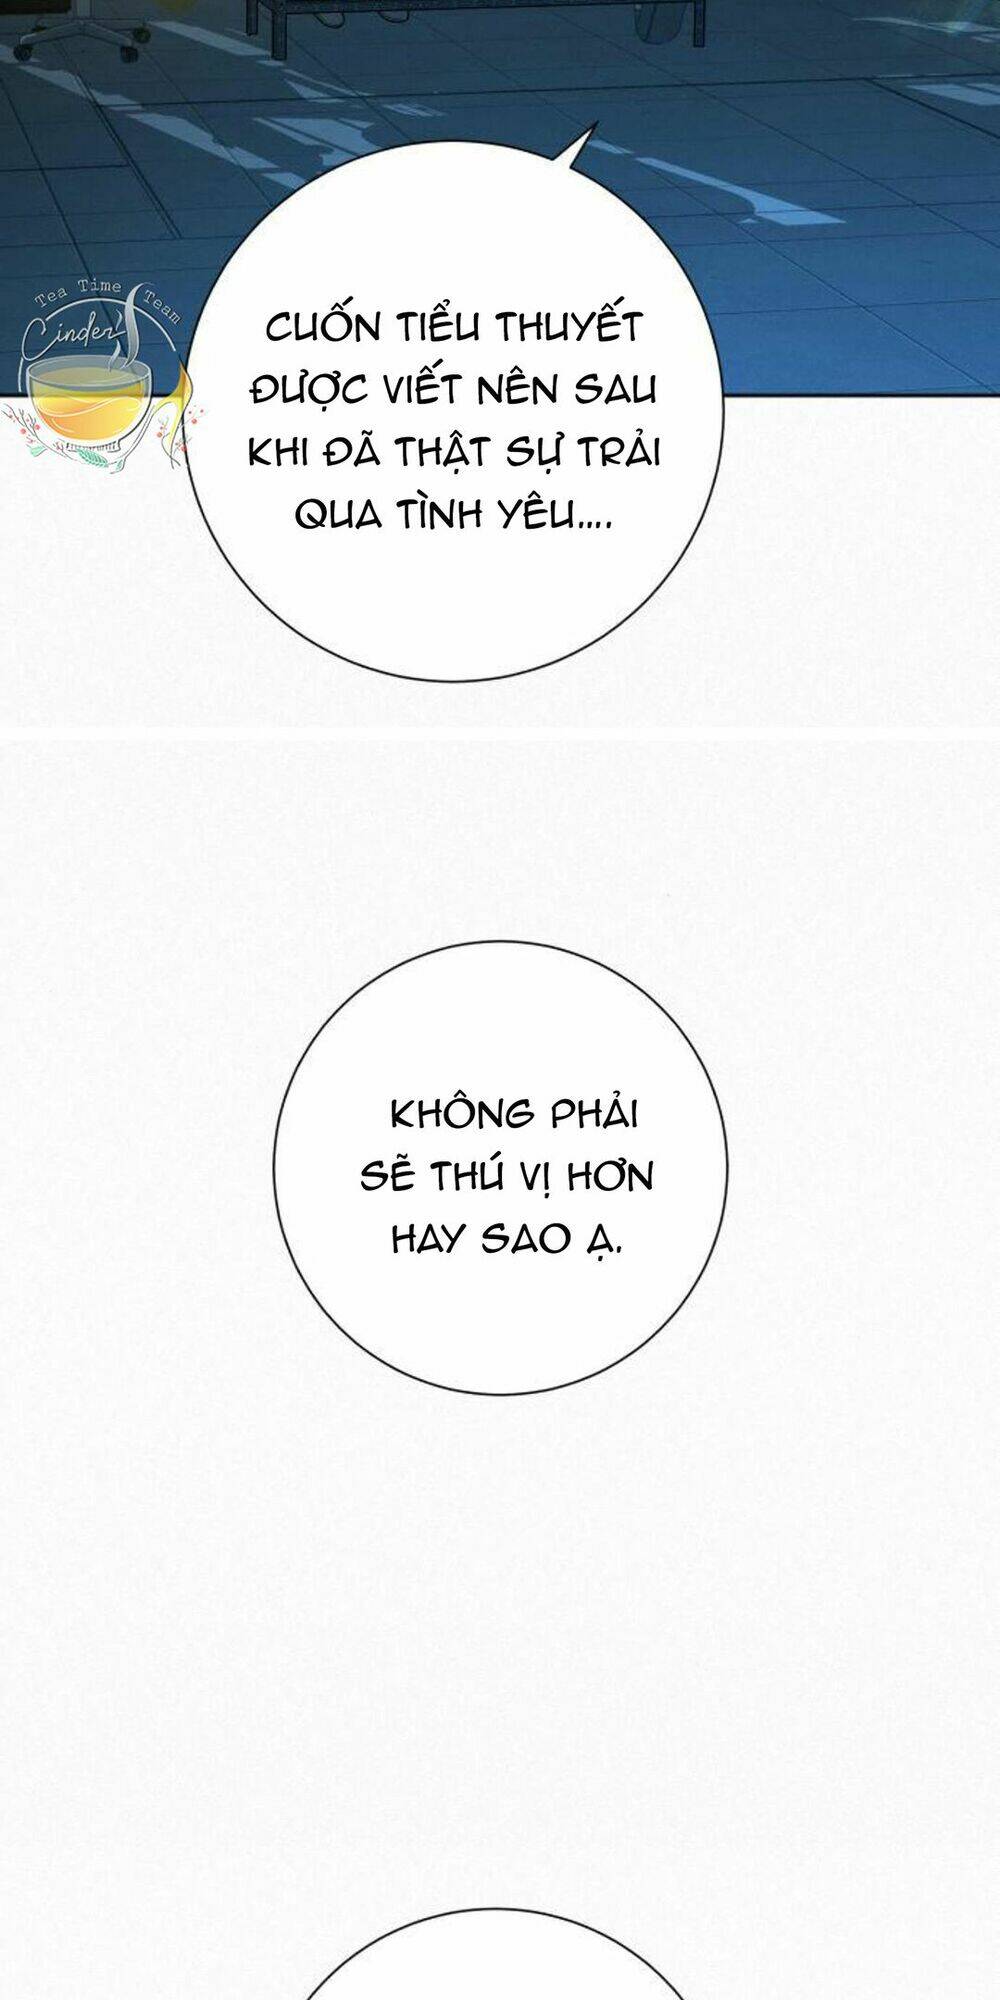 Tea Time Team
Cinder's
CUỐN TIỂU THUYẾT
ĐƯỢC VIẾT NÊN SAU
KHI ĐÃ THẬT SỰ TRẢI
QUA TÌNH YÊU....
KHÔNG PHẢI
SẼ THÚ VỊ HƠN
HAY SAO Ạ.